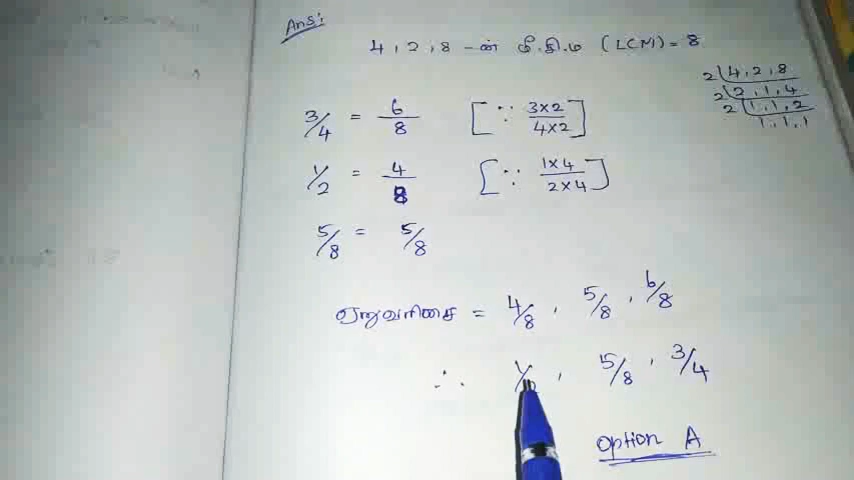 Ans:
4, 2, 8 -ன் மீ.சி.ம (LCM) = 8
2 | 4, 2, 8
2 | 2, 1, 4
2 | 1, 1, 2
1, 1, 1
3/4 = 6/8 [∵ 3×2/4×2]
1/2 = 4/8 [∵ 1×4/2×4]
5/8 = 5/8
ஏறுவரிசை = 4/8, 5/8, 6/8
∴ 1/2, 5/8, 3/4
Option A